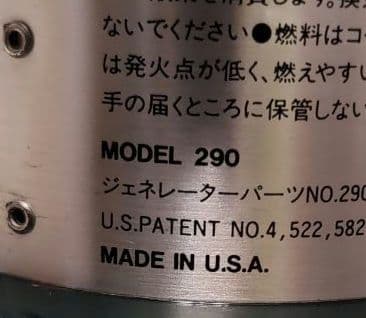 ないでください●燃料はコー
は発火点が低く、燃えやすい
手の届くところに保管しない
MODEL 290
ジェネレーターパーツNO.290
U.S.PATENT NO.4,522,582
MADE IN U.S.A.